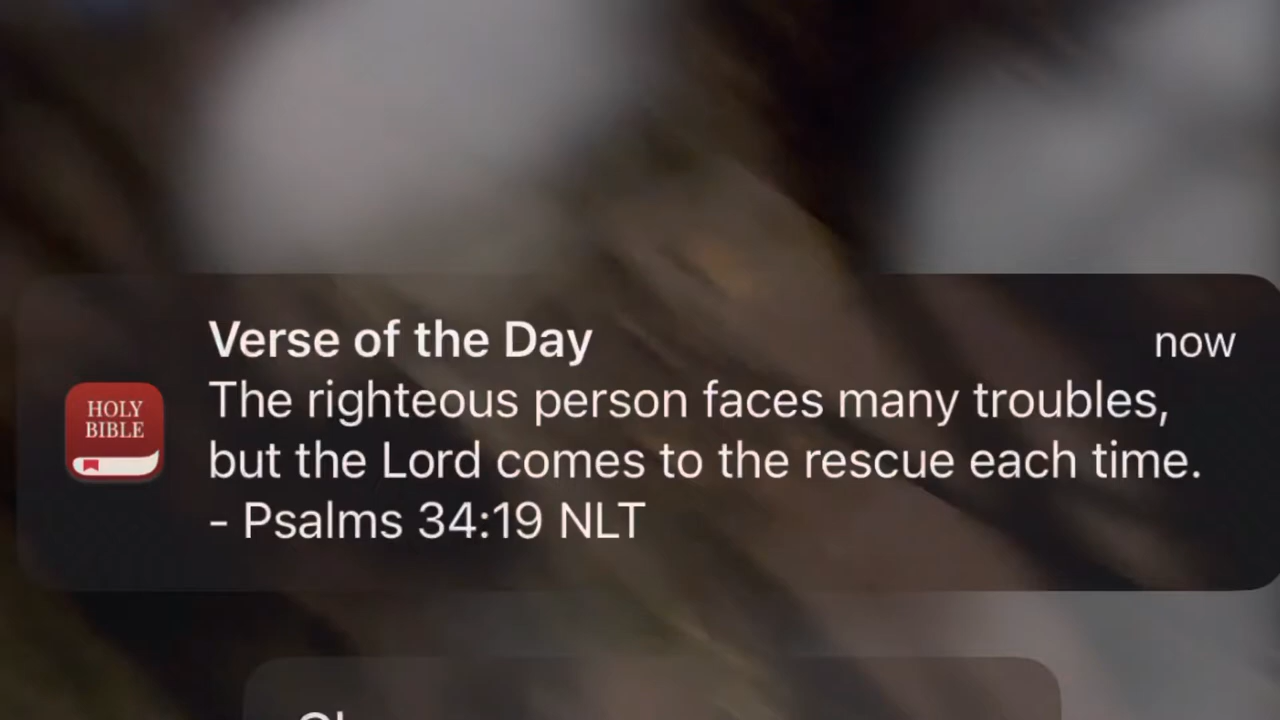 Verse of the Day
now
The righteous person faces many troubles,
but the Lord comes to the rescue each time.
- Psalms 34:19 NLT
HOLY
BIBLE